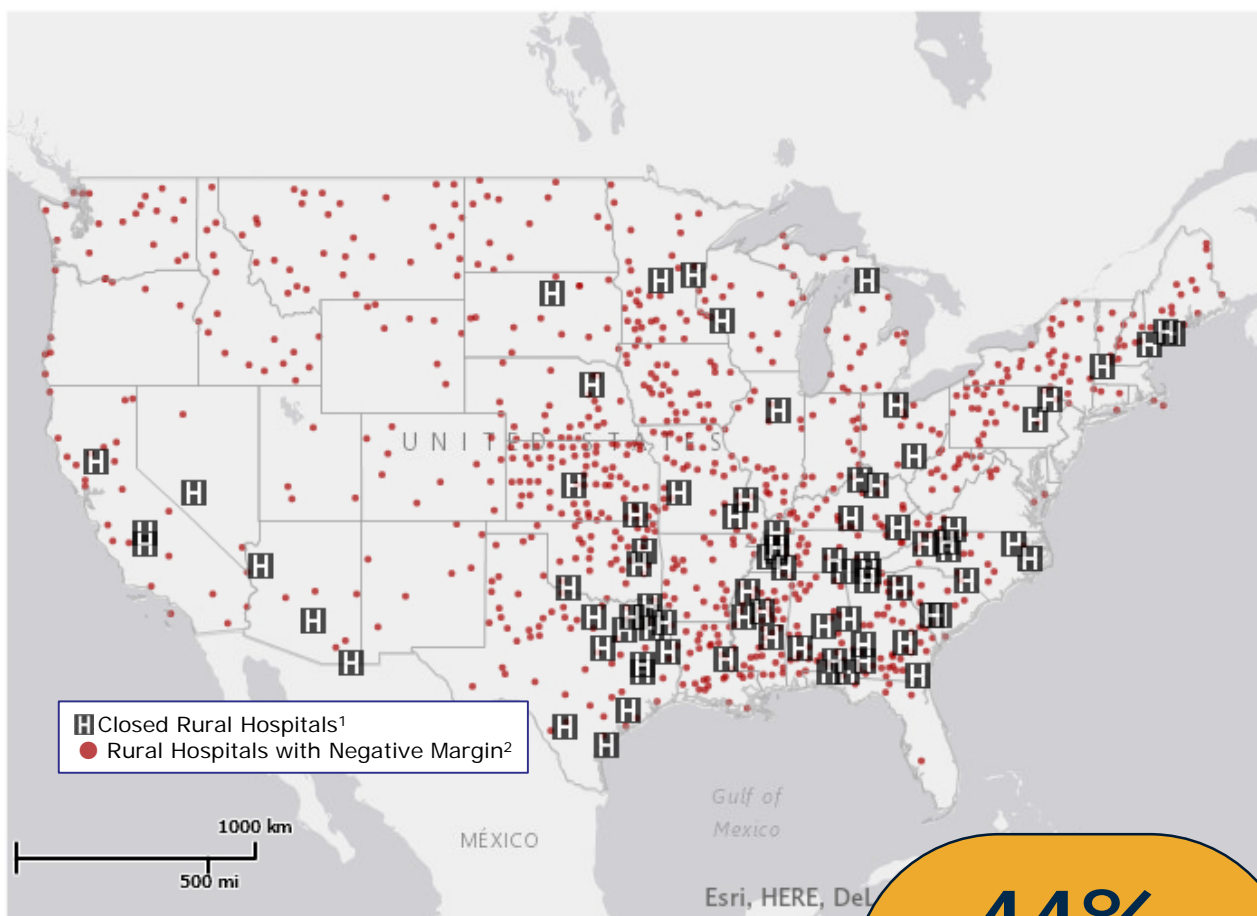 UNITED STATES
H Closed Rural Hospitals¹
Rural Hospitals with Negative Margin²
Gulf of
Mexico
1000 km
MÉXICO
500 mi
Esri, HERE, DeL
44%